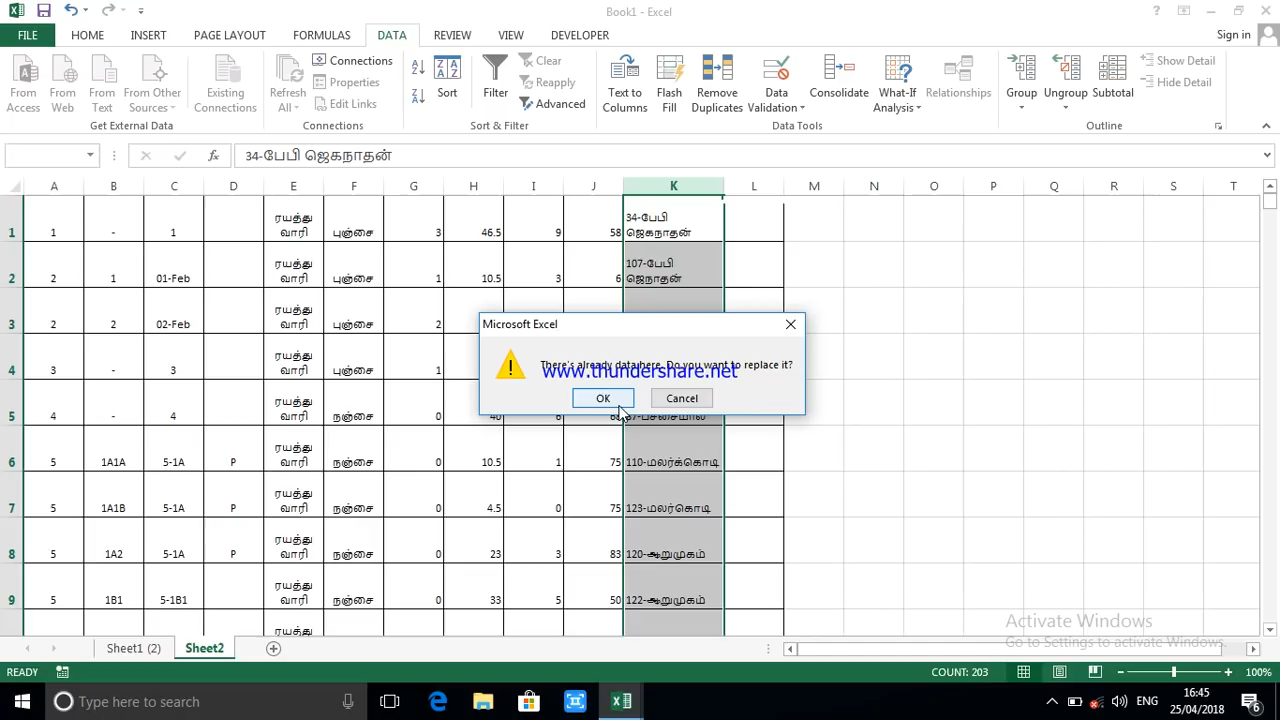 Book1 - Excel
FILE HOME INSERT PAGE LAYOUT FORMULAS DATA REVIEW VIEW DEVELOPER Sign in
From Access
From Web
From Text
From Other Sources
Get External Data
Existing Connections
Refresh All
Connections
Properties
Edit Links
Connections
Sort
Filter
Clear
Reapply
Advanced
Sort & Filter
Text to Columns
Flash Fill
Remove Duplicates
Data Validation
Consolidate
What-If Analysis
Relationships
Data Tools
Group
Ungroup
Subtotal
Show Detail
Hide Detail
Outline
fx 34-பேபி ஜெகநாதன்
A B C D E F G H I J K L M N O P Q R S T
1 1 - 1 ரயத்து வாரி புஞ்சை 3 46.5 9 58 34-பேபி ஜெகநாதன்
2 2 1 01-Feb ரயத்து வாரி புஞ்சை 1 10.5 3 6 107-பேபி ஜெநாதன்
3 2 2 02-Feb ரயத்து வாரி புஞ்சை 2
4 - 3 ரயத்து வாரி புஞ்சை 1
5 4 - 4 ரயத்து வாரி புஞ்சை 0 40 6
6 5 1A1A 5-1A P ரயத்து வாரி நஞ்சை 0 10.5 1 75 110-மலர்க்கொடி
7 5 1A1B 5-1A P ரயத்து வாரி நஞ்சை 0 4.5 0 75 123-மலர்கொடி
8 5 1A2 5-1A P ரயத்து வாரி நஞ்சை 0 23 3 83 120-ஆறுமுகம்
9 5 1B1 5-1B1 ரயத்து வாரி நஞ்சை 0 33 5 50 122-ஆறுமுகம்
ரயத்து
Microsoft Excel
There's already data here. Do you want to replace it?
www.thundershare.net
OK Cancel
Activate Windows
Go to Settings to activate Windows.
Sheet1 (2) Sheet2
READY COUNT: 203 100%
Type here to search
ENG
16:45
25/04/2018
6